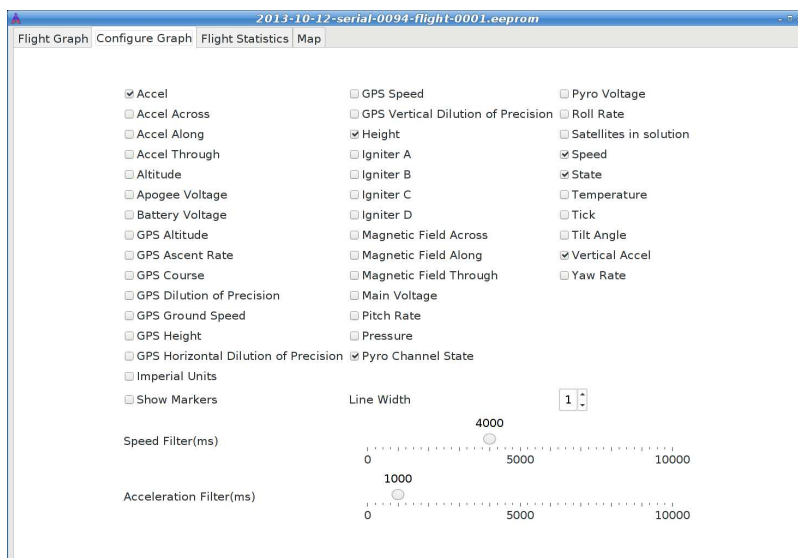 2013-10-12-serial-0094-flight-0001.eeprom
Flight Graph Configure Graph Flight Statistics Map
Accel GPS Speed Pyro Voltage
Accel Across GPS Vertical Dilution of Precision Roll Rate
Accel Along Height Satellites in solution
Accel Through Igniter A Speed
Altitude Igniter B State
Apogee Voltage Igniter C Temperature
Battery Voltage Igniter D Tick
GPS Altitude Magnetic Field Across Tilt Angle
GPS Ascent Rate Magnetic Field Along Vertical Accel
GPS Course Magnetic Field Through Yaw Rate
GPS Dilution of Precision Main Voltage
GPS Ground Speed Pitch Rate
GPS Height Pressure
GPS Horizontal Dilution of Precision Pyro Channel State
Imperial Units
Show Markers Line Width 1
4000
Speed Filter(ms)
0 5000 10000
1000
Acceleration Filter(ms)
0 5000 10000